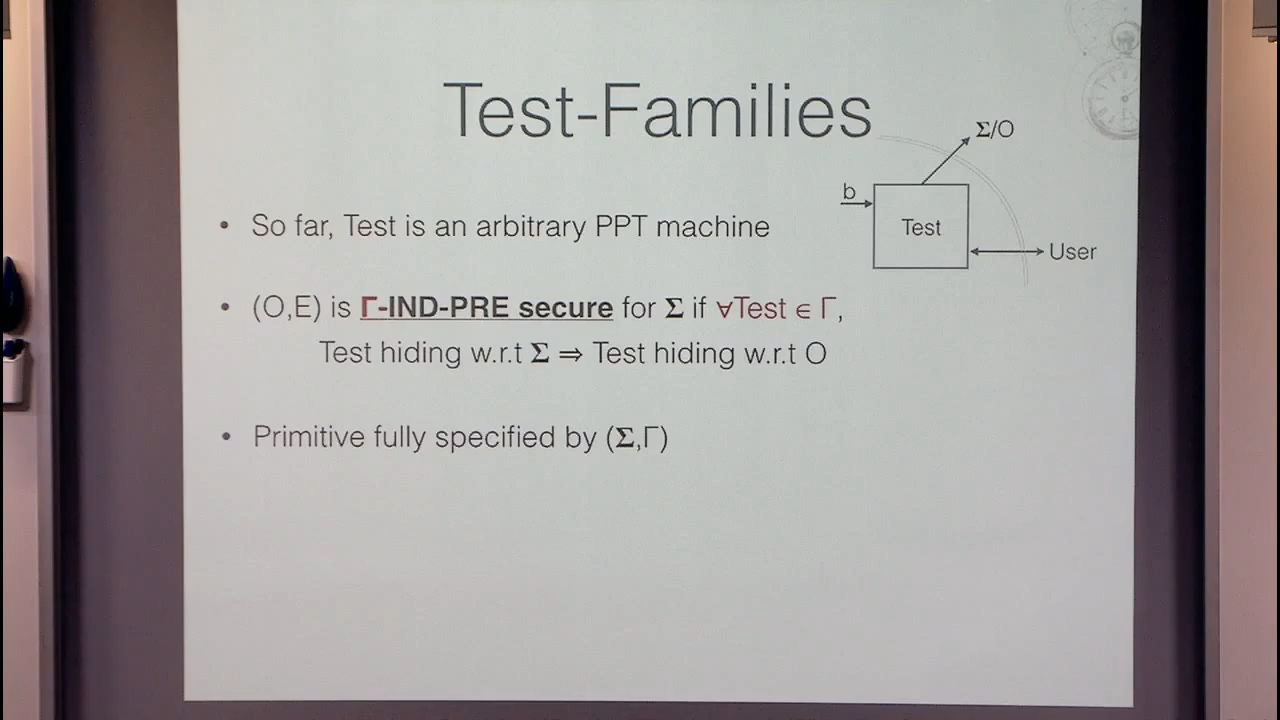 Test-Families
Σ/O
b
Test
User
• So far, Test is an arbitrary PPT machine
• (O,E) is Γ-IND-PRE secure for Σ if ∀Test ∈ Γ,
Test hiding w.r.t Σ ⇒ Test hiding w.r.t O
• Primitive fully specified by (Σ,Γ)